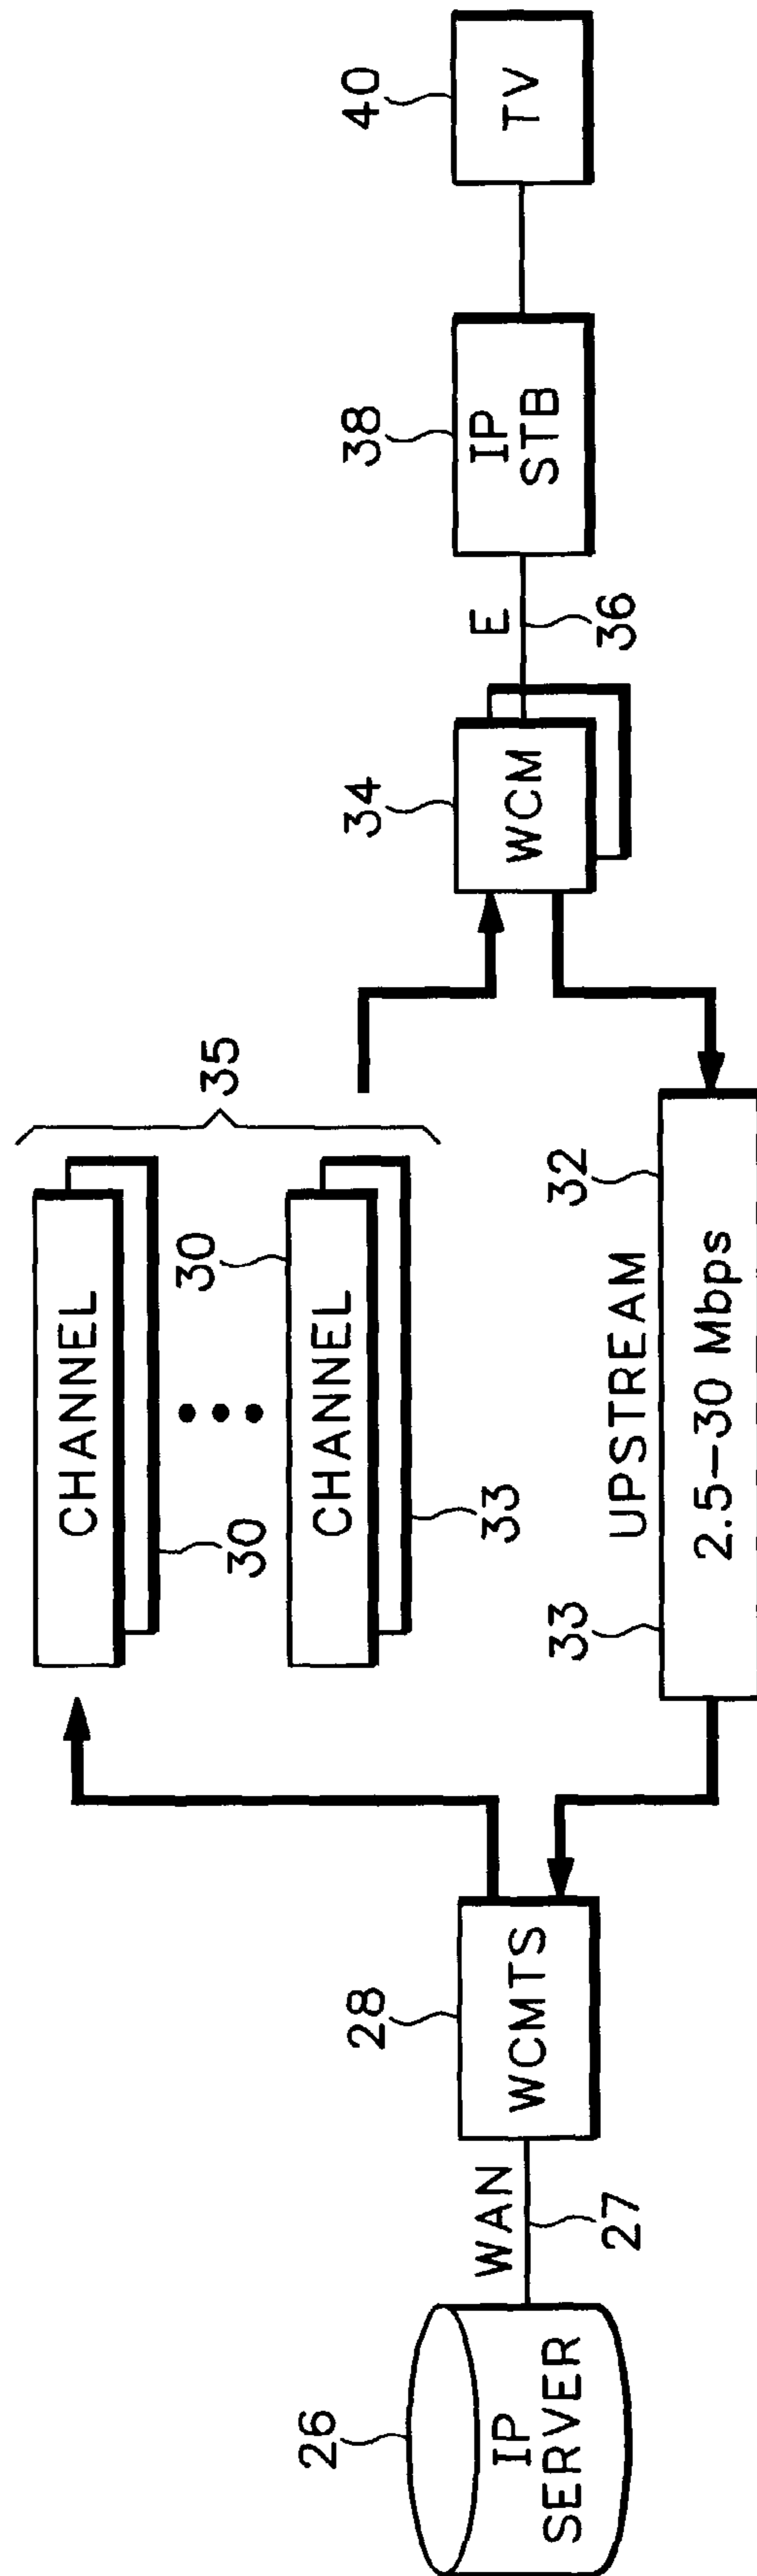 26
IP
SERVER
WAN
27
28
WCMTS
CHANNEL
30
CHANNEL
30
33
35
UPSTREAM
33
32
2.5–30 Mbps
34
WCM
E
36
38
IP
STB
40
TV